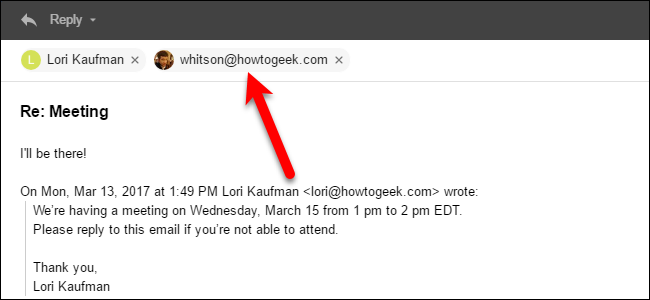 Reply
L Lori Kaufman × whitson@howtogeek.com ×
Re: Meeting
I'll be there!
On Mon, Mar 13, 2017 at 1:49 PM Lori Kaufman <lori@howtogeek.com> wrote:
We're having a meeting on Wednesday, March 15 from 1 pm to 2 pm EDT.
Please reply to this email if you're not able to attend.
Thank you,
Lori Kaufman